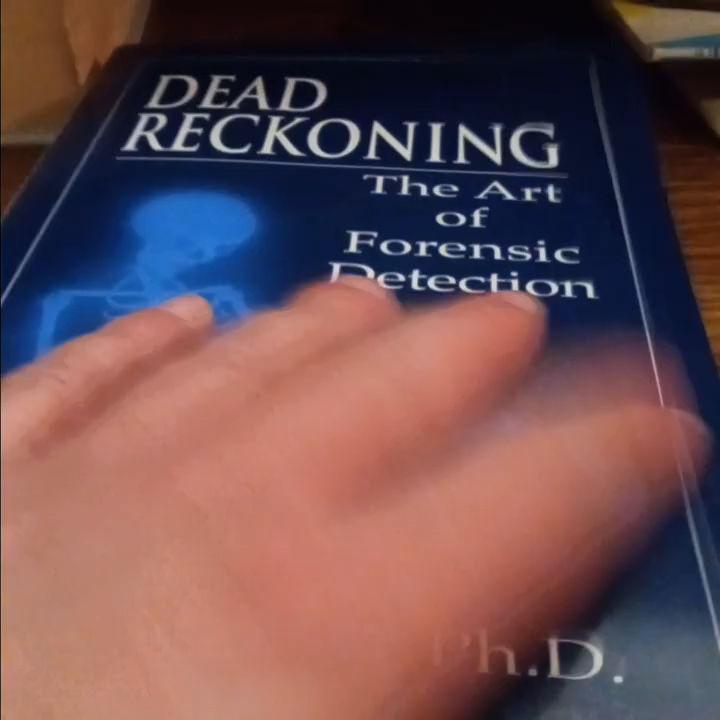 DEAD
RECKONING
The Art
of
Forensic
Detection
Ph.D.